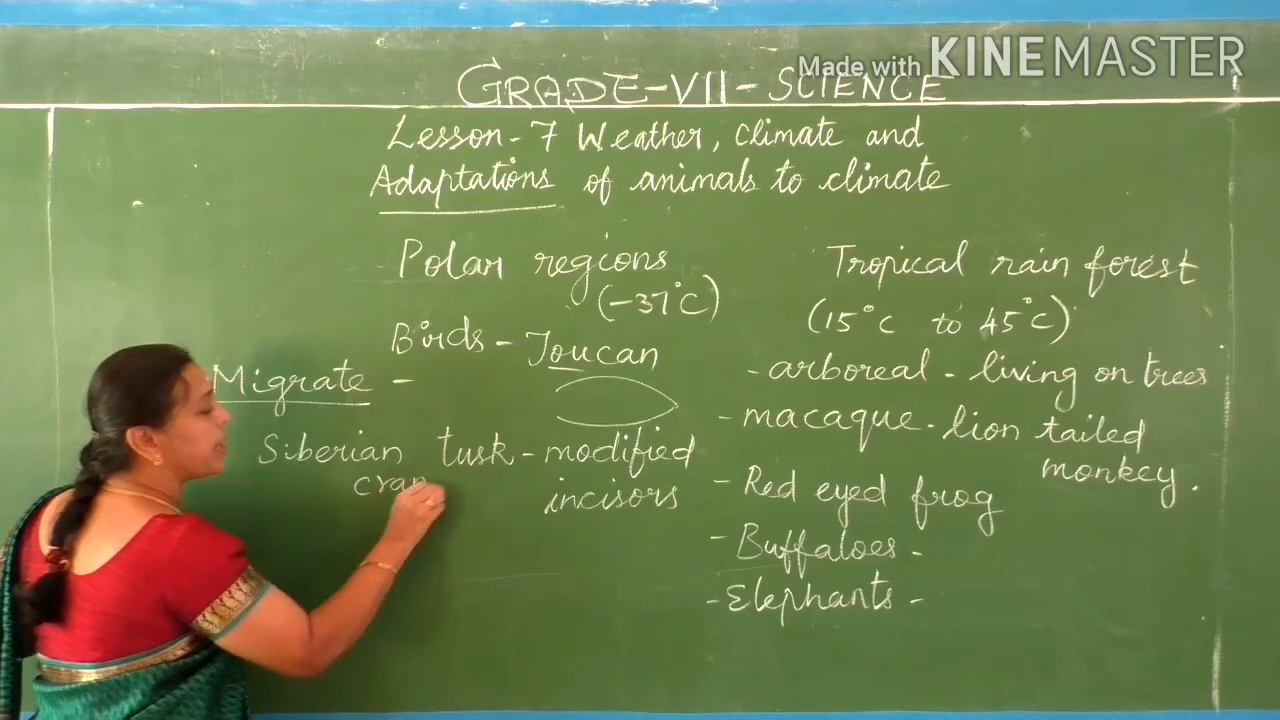 Made with KINEMASTER
GRADE-VII-SCIENCE
Lesson-7 Weather, climate and
Adaptations of animals to climate
Polar regions
(-37°C)
Birds - Toucan
Migrate -
Siberian
cran
tusk - modified
incisors
Tropical rain forest
(15°C to 45°C)
- arboreal - living on trees
- macaque - lion tailed
monkey.
- Red eyed frog
- Buffaloes -
- Elephants -